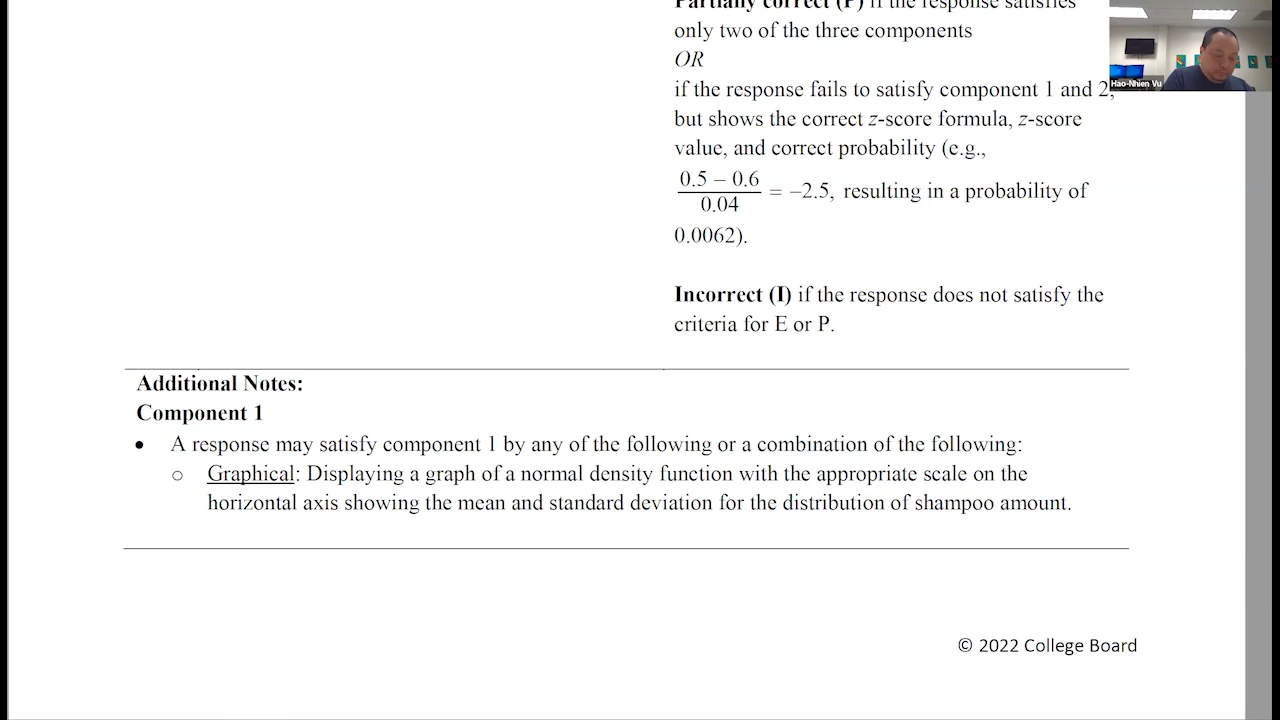 Partially correct (P) if the response satisfies
only two of the three components
OR
if the response fails to satisfy component 1 and 2,
but shows the correct z-score formula, z-score
value, and correct probability (e.g.,
0.5 – 0.6
0.04
= –2.5, resulting in a probability of
0.0062).
Incorrect (I) if the response does not satisfy the
criteria for E or P.
Additional Notes:
Component 1
• A response may satisfy component 1 by any of the following or a combination of the following:
o Graphical: Displaying a graph of a normal density function with the appropriate scale on the
horizontal axis showing the mean and standard deviation for the distribution of shampoo amount.
© 2022 College Board
Hao-Nhien Vu